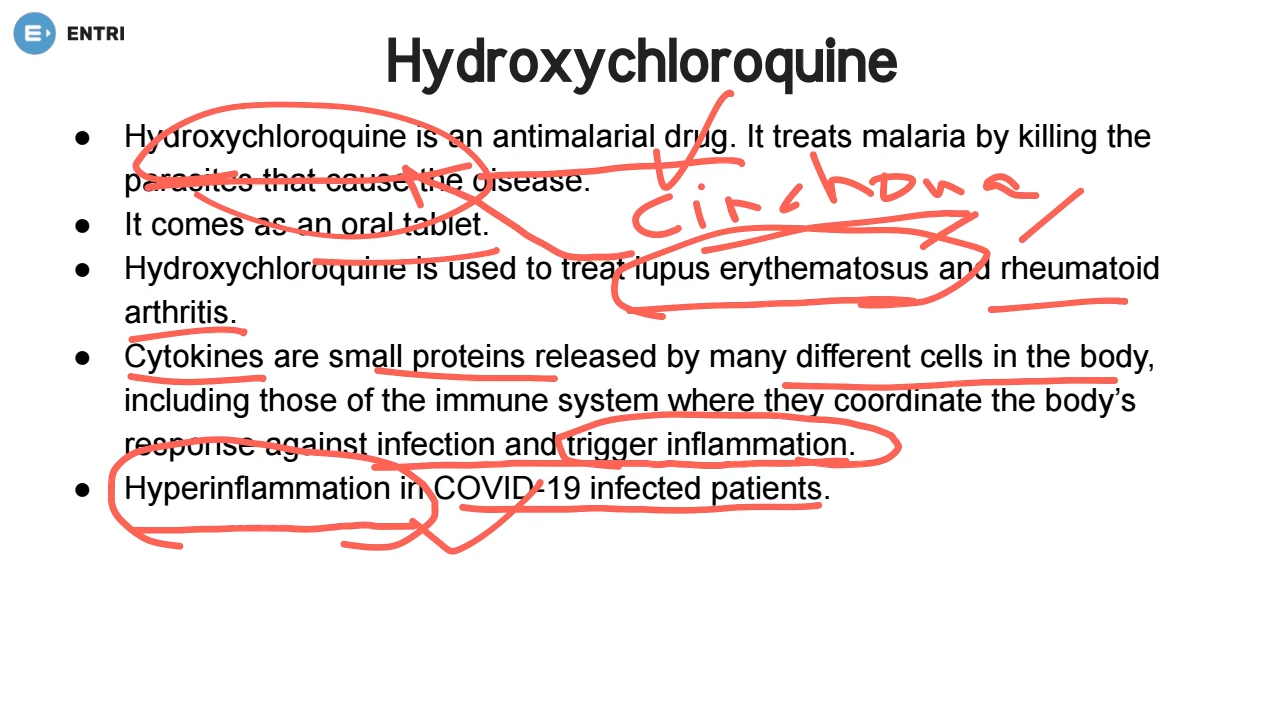 ENTRI
Hydroxychloroquine
● Hydroxychloroquine is an antimalarial drug. It treats malaria by killing the
parasites that cause the disease.
Cinchona
● It comes as an oral tablet.
● Hydroxychloroquine is used to treat lupus erythematosus and rheumatoid
arthritis.
● Cytokines are small proteins released by many different cells in the body,
including those of the immune system where they coordinate the body’s
response against infection and trigger inflammation.
● Hyperinflammation in COVID-19 infected patients.